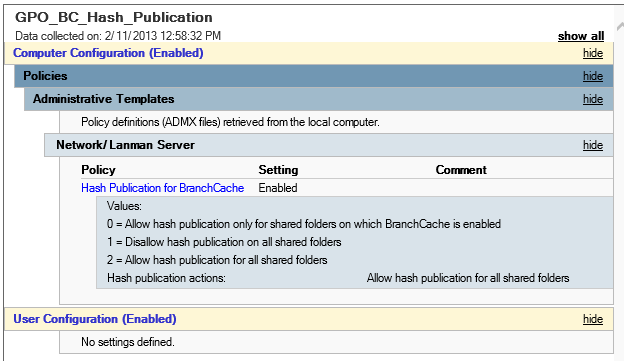 GPO_BC_Hash_Publication
Data collected on: 2/11/2013 12:58:32 PM show all
Computer Configuration (Enabled) hide
Policies hide
Administrative Templates hide
Policy definitions (ADMX files) retrieved from the local computer.
Network/Lanman Server hide
Policy Setting Comment
Hash Publication for BranchCache Enabled
Values:
0 = Allow hash publication only for shared folders on which BranchCache is enabled
1 = Disallow hash publication on all shared folders
2 = Allow hash publication for all shared folders
Hash publication actions: Allow hash publication for all shared folders
User Configuration (Enabled) hide
No settings defined.